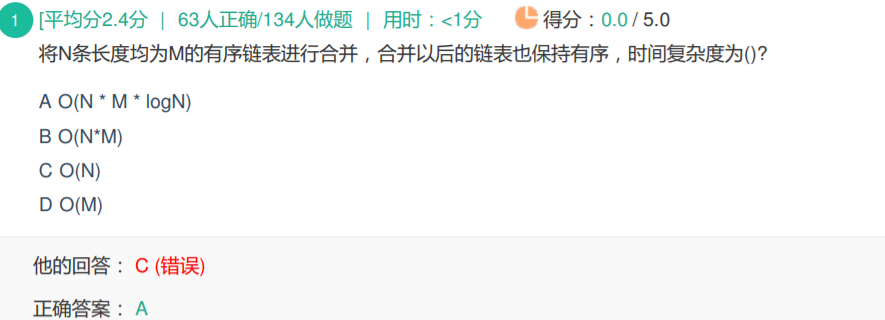 1 [平均分2.4分 | 63人正确/134人做题 | 用时：<1分 得分：0.0 / 5.0
将N条长度均为M的有序链表进行合并，合并以后的链表也保持有序，时间复杂度为()?
A O(N * M * logN)
B O(N*M)
C O(N)
D O(M)
他的回答： C (错误)
正确答案： A